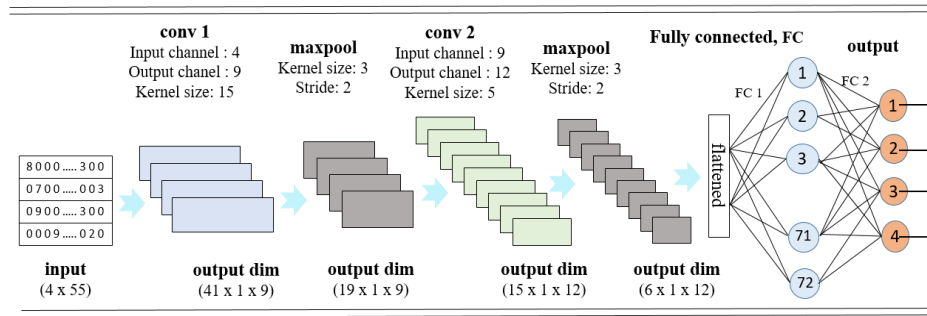 conv 1
Input channel : 4
Output chanel : 9
Kernel size: 15
maxpool
Kernel size: 3
Stride: 2
conv 2
Input channel : 9
Output chanel : 12
Kernel size: 5
maxpool
Kernel size: 3
Stride: 2
Fully connected, FC
output
FC 1
FC 2
8000.....300
0700.....003
0900.....300
0009.....020
flattened
1
2
3
71
72
1
2
3
4
input
(4 x 55)
output dim
(41 x 1 x 9)
output dim
(19 x 1 x 9)
output dim
(15 x 1 x 12)
output dim
(6 x 1 x 12)